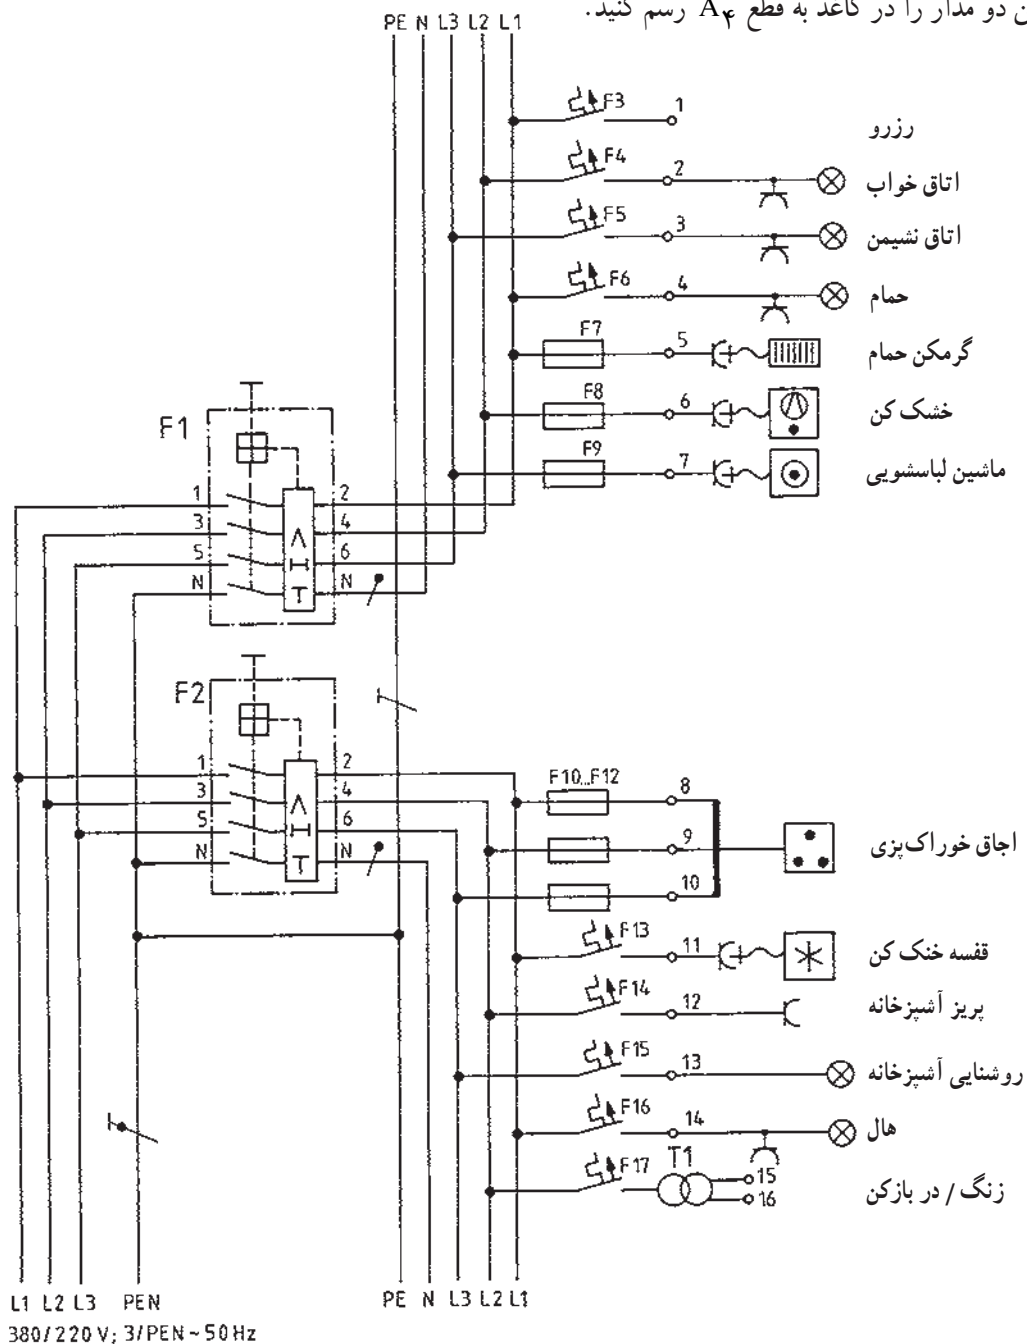 ن دو مدار را در کاغذ به قطع A۴ رسم کنید.
PE N L3 L2 L1
F3 1 رزرو
F4 2 اتاق خواب
F5 3 اتاق نشیمن
F6 4 حمام
F7 5 گرمکن حمام
F8 6 خشک کن
F9 7 ماشین لباسشویی
F1
1 2
3 4
5 6
N N
F2
1 2
3 4
5 6
N N
F10...F12 8
9 اجاق خوراک‌پزی
10
F13 11 قفسه خنک کن
F14 12 پریز آشپزخانه
F15 13 روشنایی آشپزخانه
F16 14 هال
F17 T1 15 زنگ / در بازکن
16
L1 L2 L3 PEN PE N L3 L2 L1
380/220 V; 3/PEN ~ 50 Hz